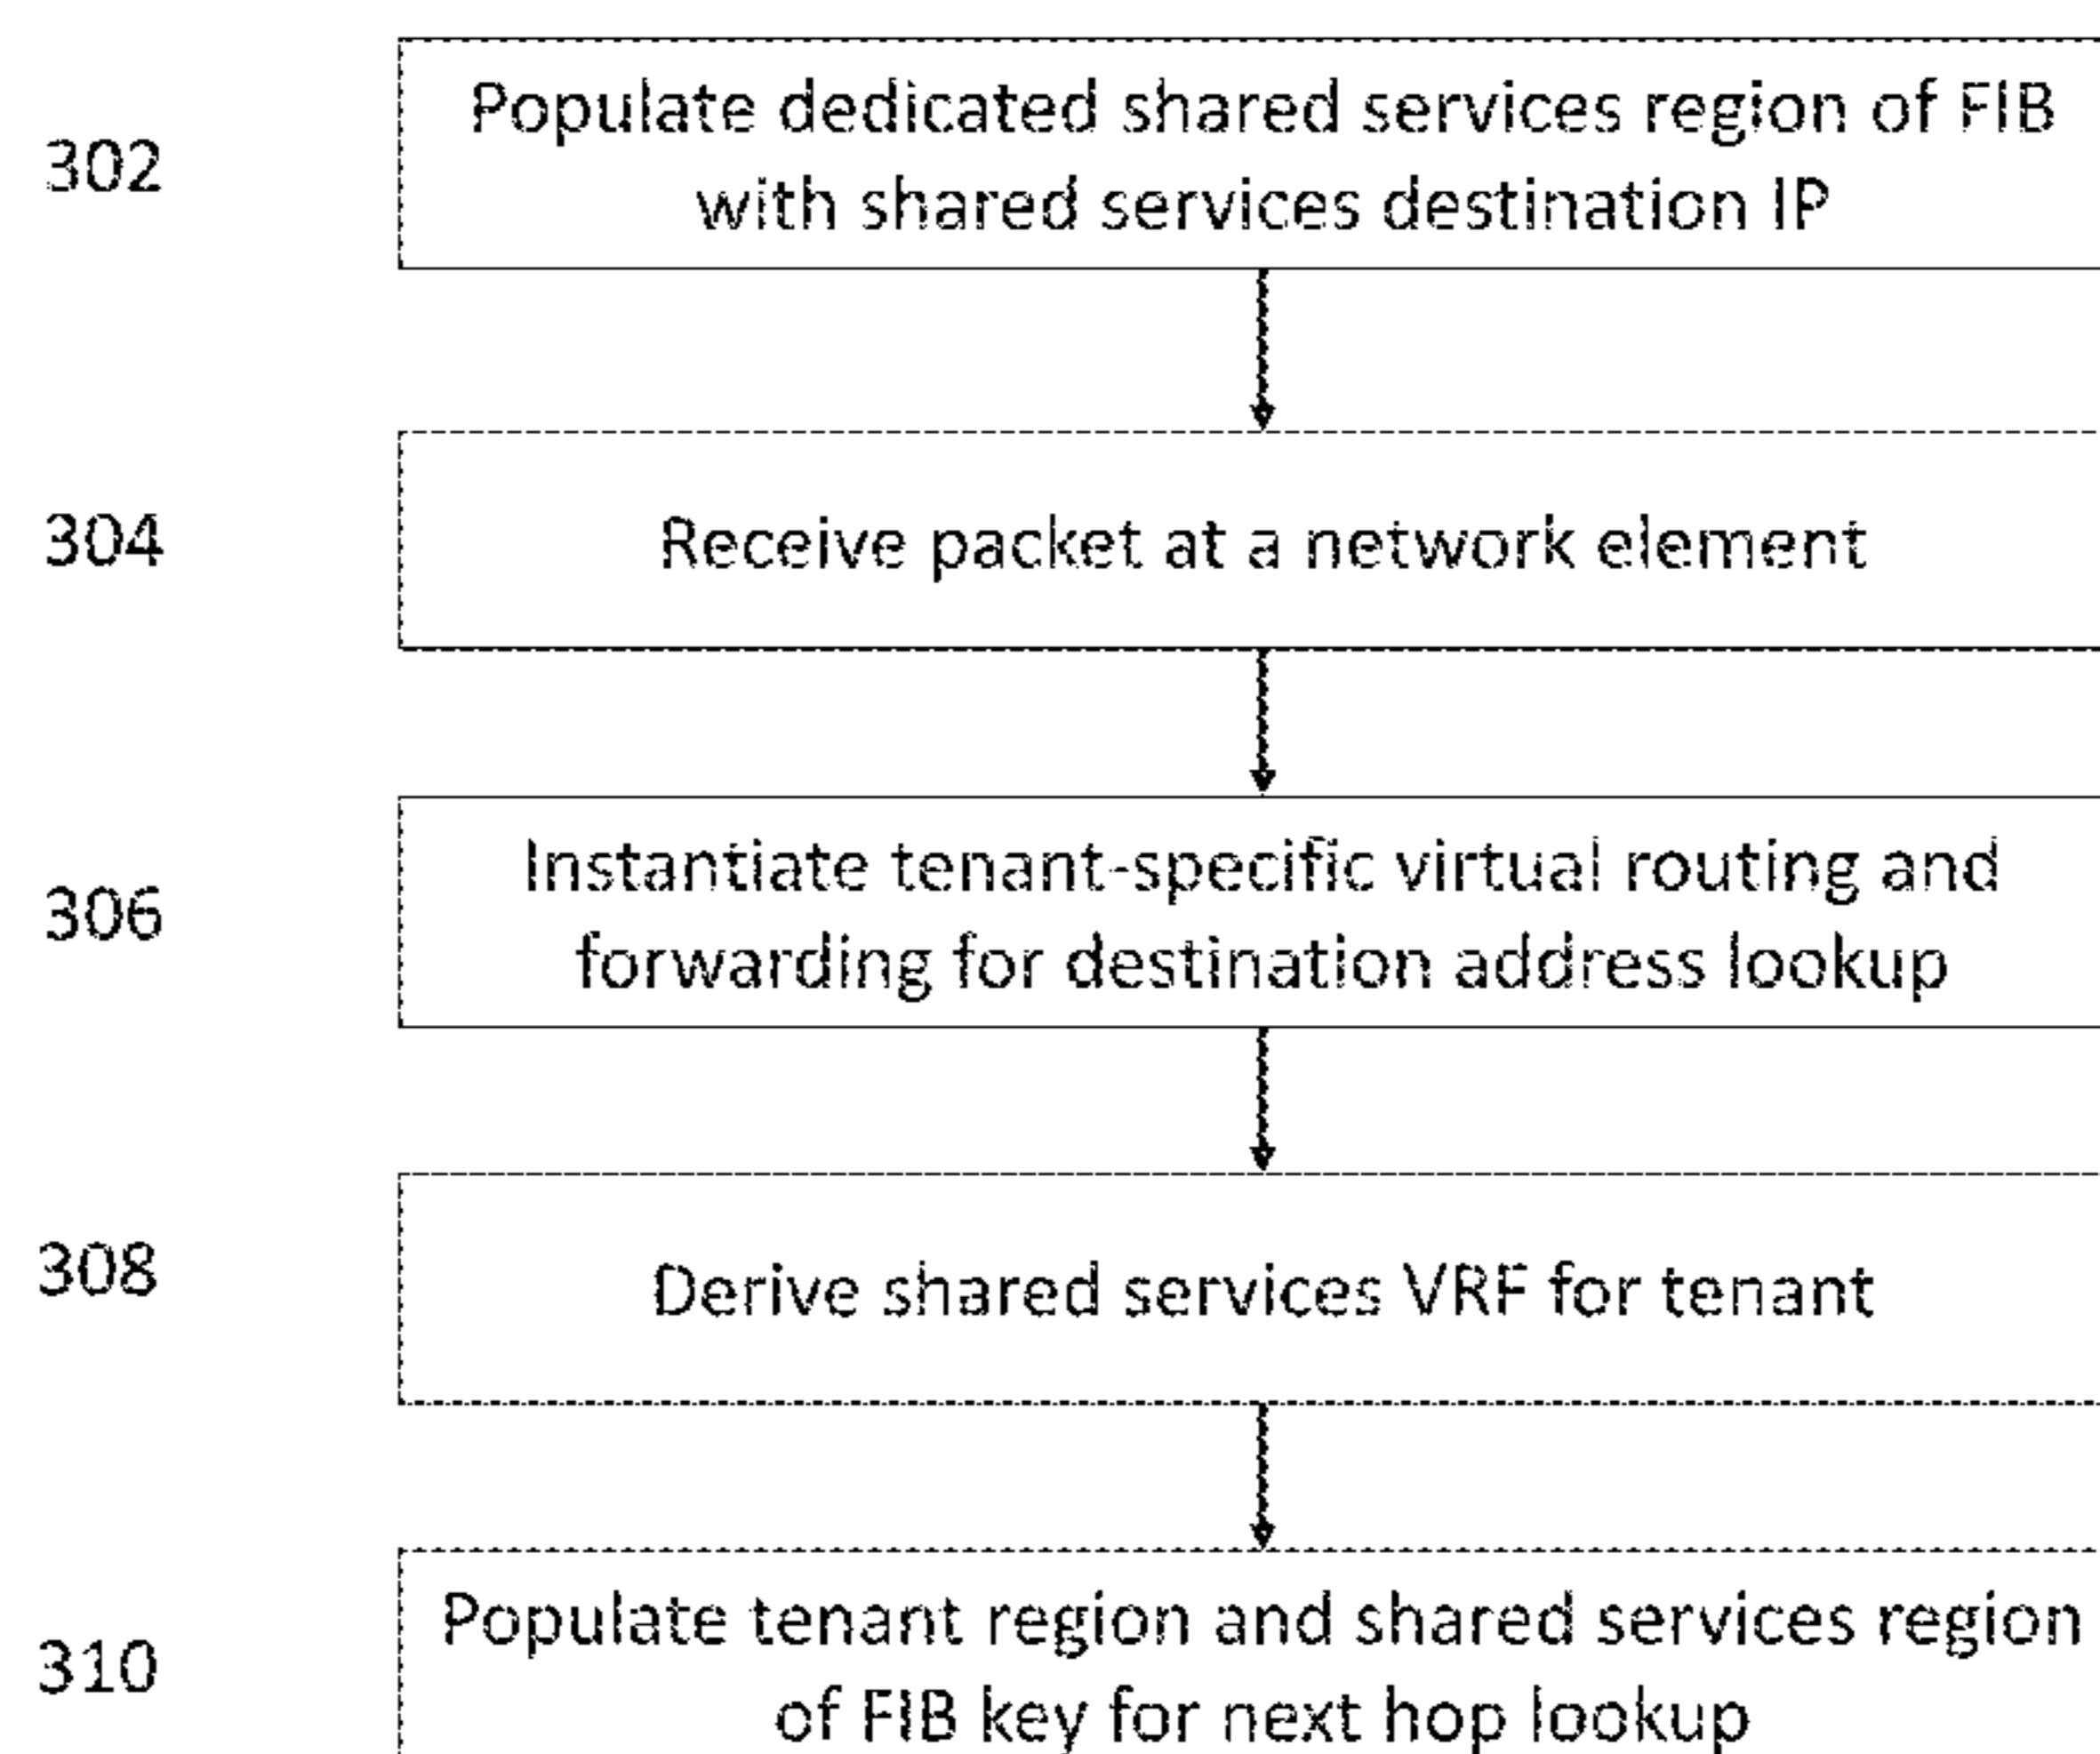 302
Populate dedicated shared services region of FIB
with shared services destination IP
304
Receive packet at a network element
306
Instantiate tenant-specific virtual routing and
forwarding for destination address lookup
308
Derive shared services VRF for tenant
310
Populate tenant region and shared services region
of FIB key for next hop lookup